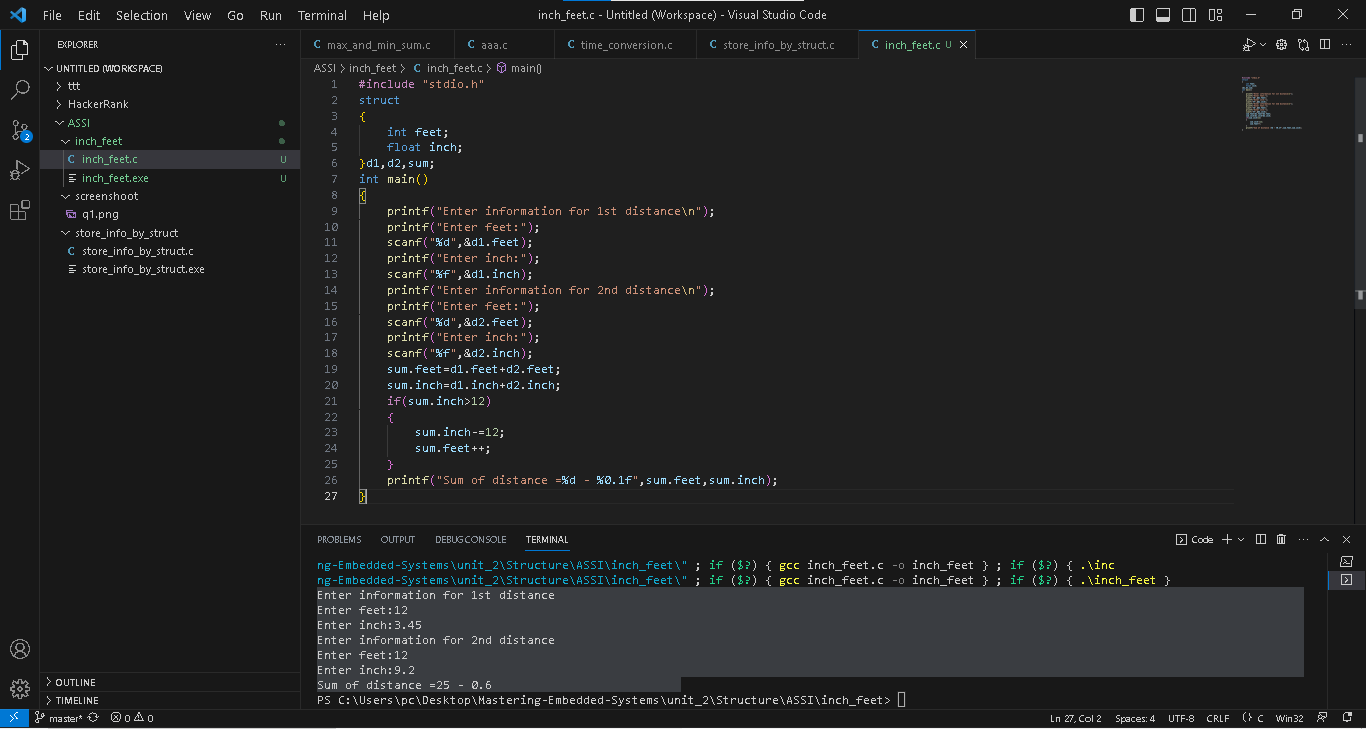 File Edit Selection View Go Run Terminal Help inch_feet.c - Untitled (Workspace) - Visual Studio Code
EXPLORER
UNTITLED (WORKSPACE)
ttt
HackerRank
ASSI
inch_feet
inch_feet.c U
inch_feet.exe U
screenshoot
q1.png
store_info_by_struct
store_info_by_struct.c
store_info_by_struct.exe
OUTLINE
TIMELINE
max_and_min_sum.c aaa.c time_conversion.c store_info_by_struct.c inch_feet.c U
ASSI > inch_feet > C inch_feet.c > main()
1 #include "stdio.h"
2 struct
3 {
4 int feet;
5 float inch;
6 }d1,d2,sum;
7 int main()
8 {
9 printf("Enter information for 1st distance\n");
10 printf("Enter feet:");
11 scanf("%d",&d1.feet);
12 printf("Enter inch:");
13 scanf("%f",&d1.inch);
14 printf("Enter information for 2nd distance\n");
15 printf("Enter feet:");
16 scanf("%d",&d2.feet);
17 printf("Enter inch:");
18 scanf("%f",&d2.inch);
19 sum.feet=d1.feet+d2.feet;
20 sum.inch=d1.inch+d2.inch;
21 if(sum.inch>12)
22 {
23 sum.inch-=12;
24 sum.feet++;
25 }
26 printf("Sum of distance =%d - %0.1f",sum.feet,sum.inch);
27 }
PROBLEMS OUTPUT DEBUG CONSOLE TERMINAL Code
ng-Embedded-Systems\unit_2\Structure\ASSI\inch_feet\" ; if ($?) { gcc inch_feet.c -o inch_feet } ; if ($?) { .\inc
ng-Embedded-Systems\unit_2\Structure\ASSI\inch_feet\" ; if ($?) { gcc inch_feet.c -o inch_feet } ; if ($?) { .\inch_feet }
Enter information for 1st distance
Enter feet:12
Enter inch:3.45
Enter information for 2nd distance
Enter feet:12
Enter inch:9.2
Sum of distance =25 - 0.6
PS C:\Users\pc\Desktop\Mastering-Embedded-Systems\unit_2\Structure\ASSI\inch_feet>
master* 0 0 Ln 27, Col 2 Spaces: 4 UTF-8 CRLF {} C Win32